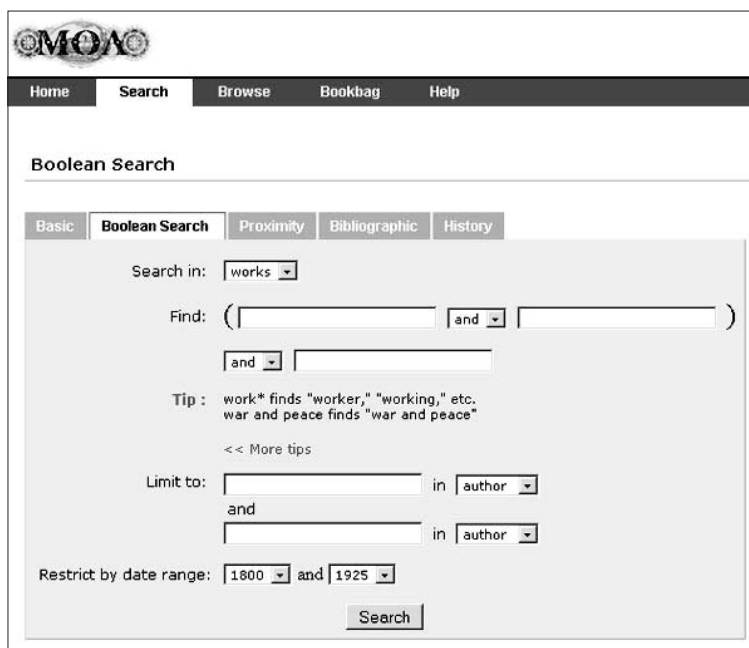 MOA
Home Search Browse Bookbag Help
Boolean Search
Basic Boolean Search Proximity Bibliographic History
Search in: works
Find: ( and )
and
Tip : work* finds "worker," "working," etc.
war and peace finds "war and peace"
<< More tips
Limit to: in author
and
in author
Restrict by date range: 1800 and 1925
Search